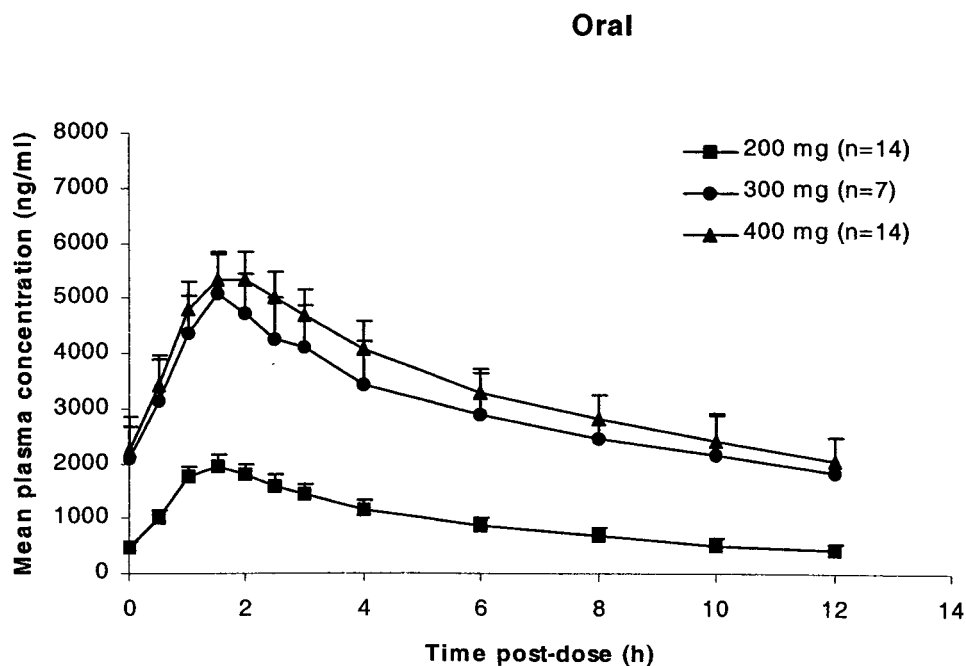 Oral
Mean plasma concentration (ng/ml)
8000
7000
6000
5000
4000
3000
2000
1000
0
200 mg (n=14)
300 mg (n=7)
400 mg (n=14)
0 2 4 6 8 10 12 14
Time post-dose (h)